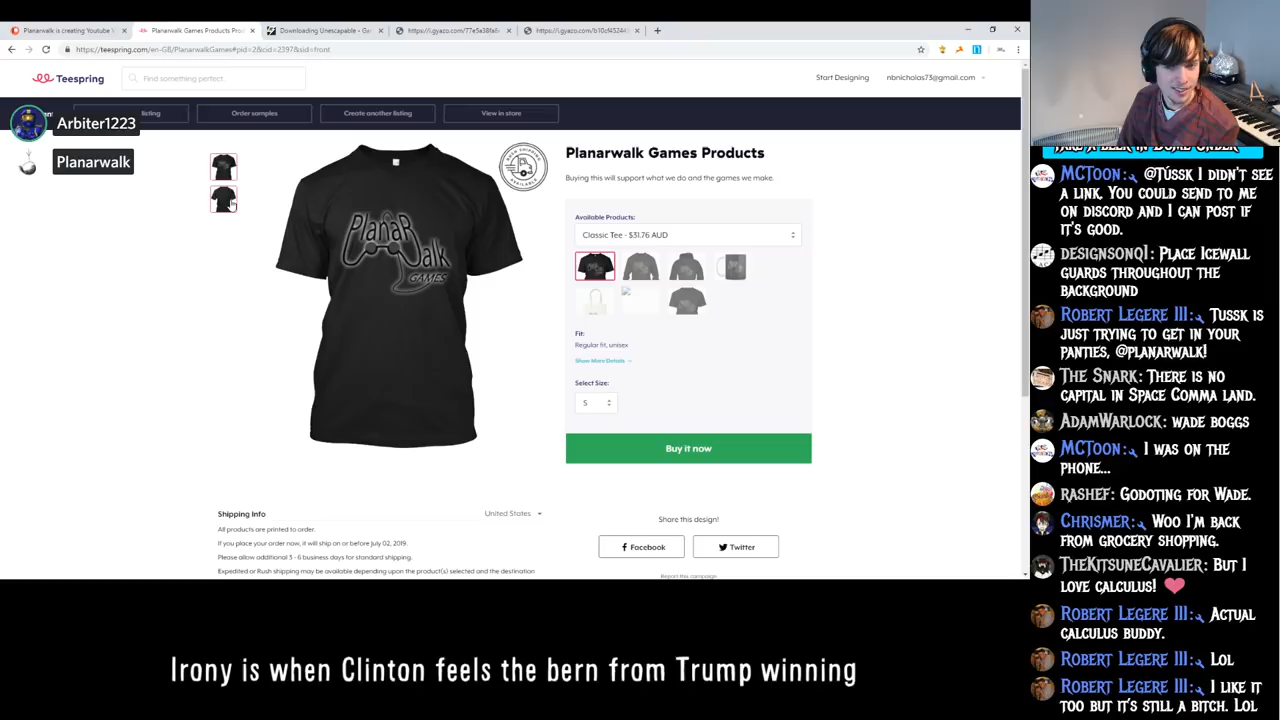 Planarwalk is creating Youtube
Planarwalk Games Products
Downloading Unescapable - Ga
https://i.gyazo.com/77e5a38fa8
https://i.gyazo.com/b10cf45244
https://teespring.com/en-GB/PlanarwalkGames#pid=2&cid=2397&sid=front
Teespring
Find something perfect
Start Designing
nbnicholas73@gmail.com
listing
Order samples
Create another listing
View in store
Arbiter1223
Planarwalk
PlanaR
Walk
GAMES
Planarwalk Games Products
Buying this will support what we do and the games we make.
Available Products:
Classic Tee - $31.76 AUD
Fit:
Regular fit, unisex
Show More Details
Select Size:
S
Buy it now
Shipping Info
United States
All products are printed to order.
If you place your order now, it will ship on or before July 02, 2019.
Please allow additional 3 - 6 business days for standard shipping.
Expedited or Rush shipping may be available depending upon the product(s) selected and the destination
Share this design!
Facebook
Twitter
Report this campaign
Irony is when Clinton feels the bern from Trump winning
MCToon: @Tüssk I didn't see
a link. You could send to me
on discord and I can post if
it's good.
designsonq1: Place Icewall
guards throughout the
background
Robert Legere III: Tussk is
just trying to get in your
panties, @planarwalk!
The Snark: There is no
capital in Space Comma land.
AdamWarlock: wade boggs
MCToon: I was on the
phone...
rashef: Godoting for Wade.
Chrismer: Woo I'm back
from grocery shopping.
TheKitsuneCavalier: But I
love calculus!
Robert Legere III: Actual
calculus buddy.
Robert Legere III: Lol
Robert Legere III: I like it
too but it's still a bitch. Lol